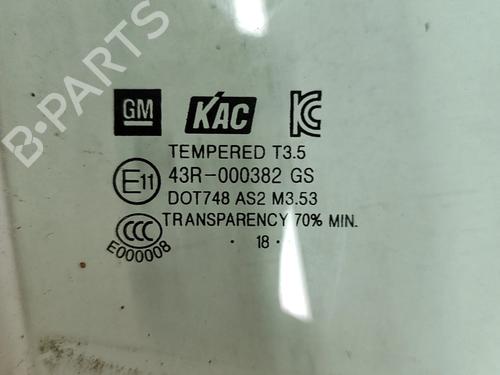 B-PARTS
GM KAC KC
TEMPERED T3.5
E11 43R-000382 GS
DOT748 AS2 M3.53
CCC TRANSPARENCY 70% MIN.
E000008
· 18 ·